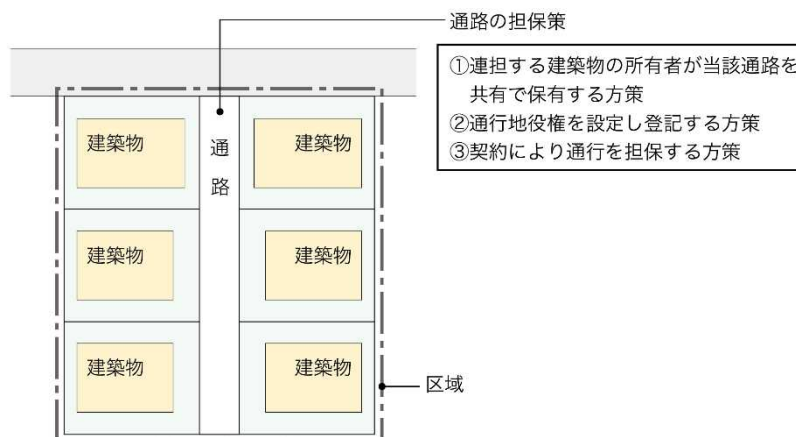 通路の担保策
①連担する建築物の所有者が当該通路を
共有で保有する方策
②通行地役権を設定し登記する方策
③契約により通行を担保する方策
建築物
通路
建築物
建築物
建築物
建築物
建築物
区域